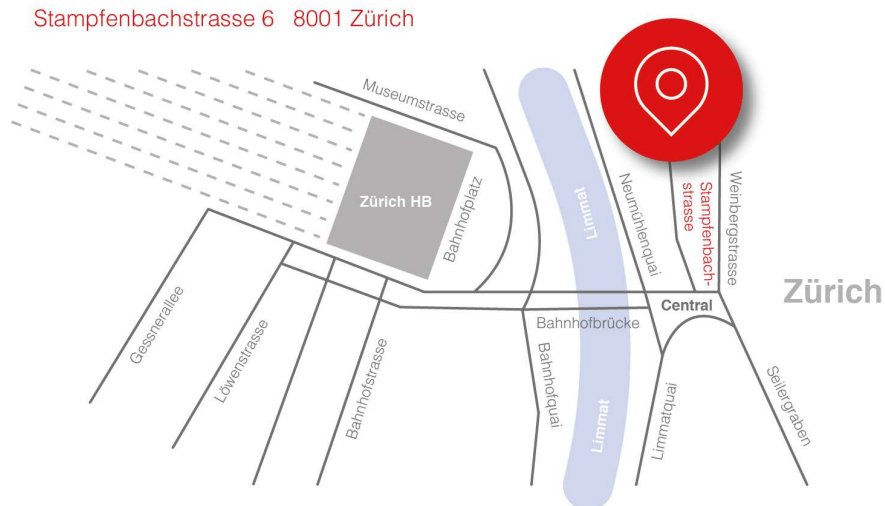 Stampfenbachstrasse 6 8001 Zürich
Museumstrasse
Zürich HB
Bahnhofplatz
Limmat
Neumühlenquai
Stampfenbach-
strasse
Weinbergstrasse
Zürich
Central
Bahnhofbrücke
Gessnerallee
Löwenstrasse
Bahnhofstrasse
Bahnhofquai
Limmat
Limmatquai
Seilergraben